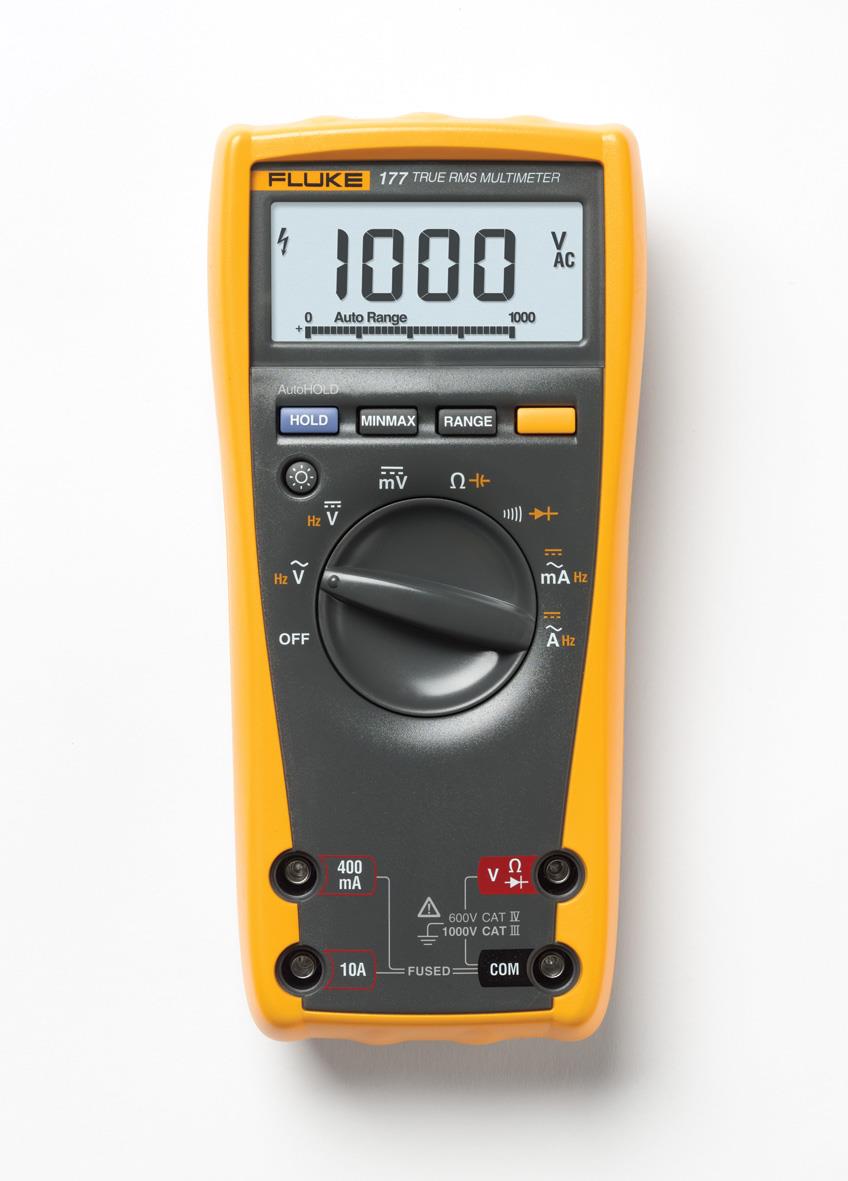 FLUKE 177 TRUE RMS MULTIMETER
1000 V AC
0 Auto Range 1000
+
AutoHOLD
HOLD MINMAX RANGE
mV Ω
Hz V
mA Hz
Hz V
OFF
A Hz
400 mA
V Ω
600V CAT IV
1000V CAT III
10A
FUSED
COM